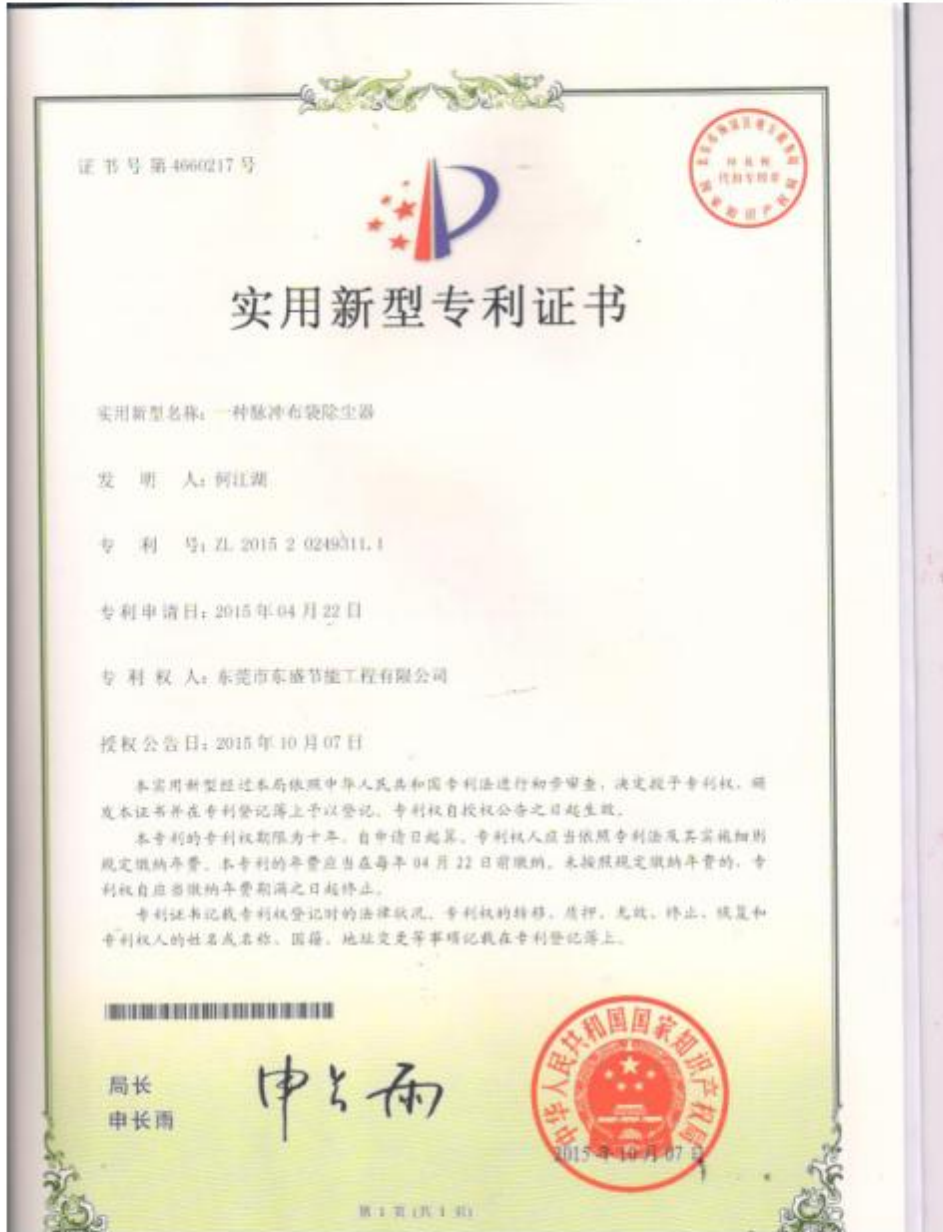 证书号第4660217号
实用新型专利证书
实用新型名称：一种脉冲布袋除尘器
发明人：何江湖
专利号：ZL 2015 2 0249311.1
专利申请日：2015年04月22日
专利权人：东莞市东盛节能工程有限公司
授权公告日：2015年10月07日
本实用新型经过本局依照中华人民共和国专利法进行初步审查，决定授予专利权，颁
发本证书并在专利登记簿上予以登记。专利权自授权公告之日起生效。
本专利的专利权期限为十年，自申请日起算。专利权人应当依照专利法及其实施细则
规定缴纳年费。本专利的年费应当在每年04月22日前缴纳。未按照规定缴纳年费的，专
利权自应当缴纳年费期满之日起终止。
专利证书记载专利权登记时的法律状况。专利权的转移、质押、无效、终止、恢复和
专利权人的姓名或名称、国籍、地址变更等事项记载在专利登记簿上。
局长
申长雨
申长雨
中华人民共和国国家知识产权局
2015年10月07日
第1页(共1页)